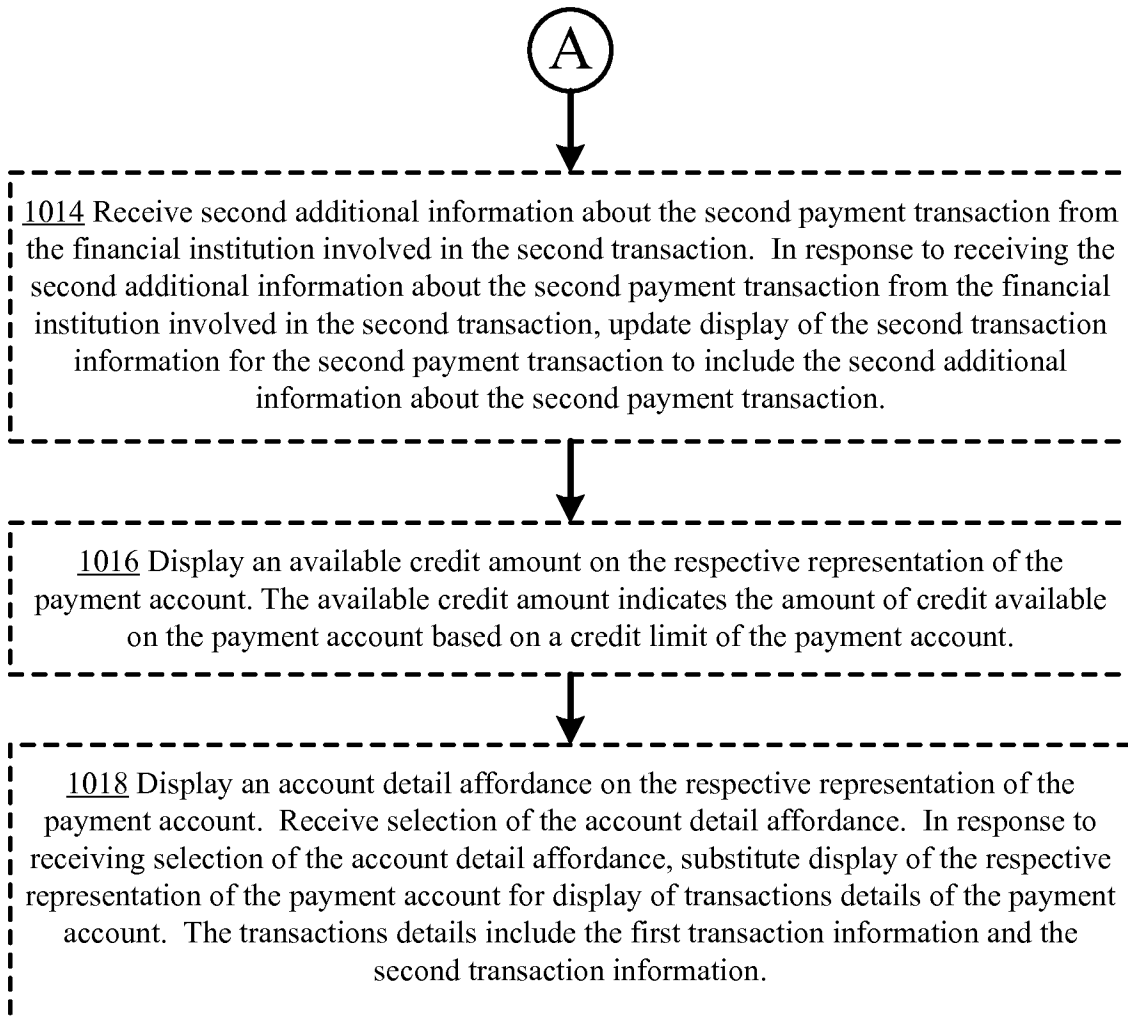 A
1014 Receive second additional information about the second payment transaction from
the financial institution involved in the second transaction.  In response to receiving the
second additional information about the second payment transaction from the financial
institution involved in the second transaction, update display of the second transaction
information for the second payment transaction to include the second additional
information about the second payment transaction.
1016 Display an available credit amount on the respective representation of the
payment account. The available credit amount indicates the amount of credit available
on the payment account based on a credit limit of the payment account.
1018 Display an account detail affordance on the respective representation of the
payment account.  Receive selection of the account detail affordance.  In response to
receiving selection of the account detail affordance, substitute display of the respective
representation of the payment account for display of transactions details of the payment
account.  The transactions details include the first transaction information and the
second transaction information.